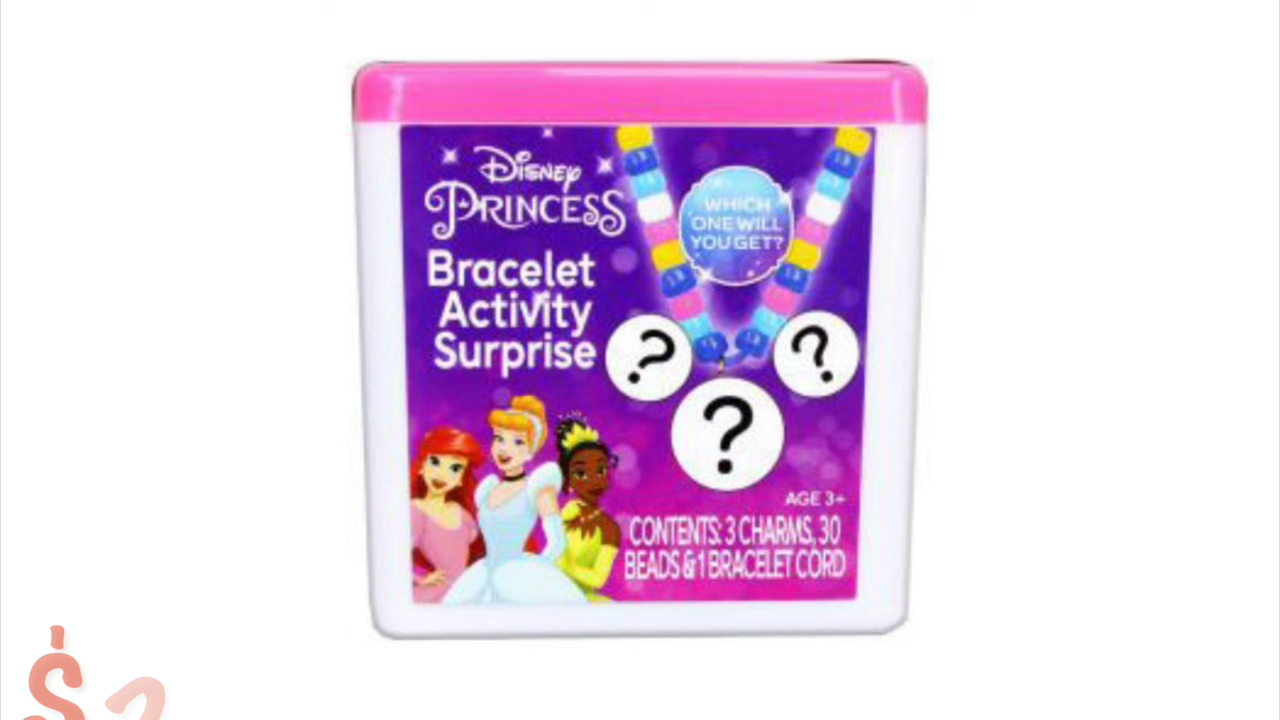 Disney
PRINCESS
Bracelet
Activity
Surprise
WHICH
ONE WILL
YOU GET?
?
?
?
AGE 3+
CONTENTS: 3 CHARMS, 30
BEADS & 1 BRACELET CORD
$